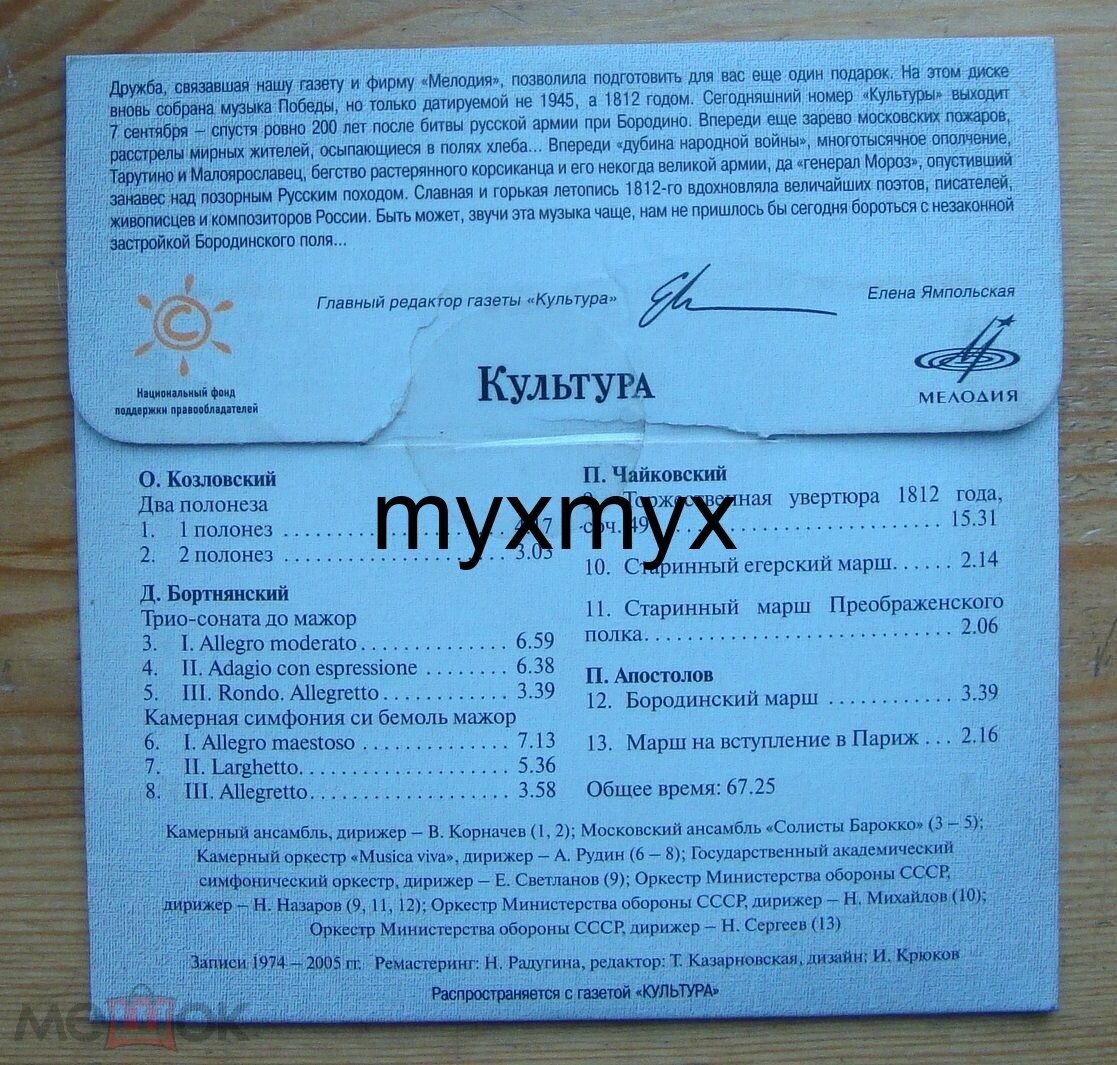 Дружба, связавшая нашу газету и фирму «Мелодия», позволила подготовить для вас еще один подарок. На этом диске
вновь собрана музыка Победы, но только датируемой не 1945, а 1812 годом. Сегодняшний номер «Культуры» выходит
7 сентября – спустя ровно 200 лет после битвы русской армии при Бородино. Впереди еще зарево московских пожаров,
расстрелы мирных жителей, осыпающиеся в полях хлеба... Впереди «дубина народной войны», многотысячное ополчение,
Тарутино и Малоярославец, бегство растерянного корсиканца и его некогда великой армии, да «генерал Мороз», опустивший
занавес над позорным Русским походом. Славная и горькая летопись 1812-го вдохновляла величайших поэтов, писателей,
живописцев и композиторов России. Быть может, звучи эта музыка чаще, нам не пришлось бы сегодня бороться с незаконной
застройкой Бородинского поля...
Главный редактор газеты «Культура»
Елена Ямпольская
Национальный фонд
поддержки правообладателей
Культура
МЕЛОДИЯ
О. Козловский
Два полонеза
1. 1 полонез ..................
2. 2 полонез .................. 3.03
Д. Бортнянский
Трио-соната до мажор
3. I. Allegro moderato ............ 6.59
4. II. Adagio con espressione ........ 6.38
5. III. Rondo. Allegretto ............ 3.39
Камерная симфония си бемоль мажор
6. I. Allegro maestoso .............. 7.13
7. II. Larghetto.................. 5.36
8. III. Allegretto.................. 3.58
П. Чайковский
9. Торжественная увертюра 1812 года,
соч. 49 .......................... 15.31
10. Старинный егерский марш...... 2.14
11. Старинный марш Преображенского
полка............................ 2.06
П. Апостолов
12. Бородинский марш ............ 3.39
13. Марш на вступление в Париж ... 2.16
Общее время: 67.25
myxmyx
Камерный ансамбль, дирижер – В. Корначев (1, 2); Московский ансамбль «Солисты Барокко» (3 – 5);
Камерный оркестр «Musica viva», дирижер – А. Рудин (6 – 8); Государственный академический
симфонический оркестр, дирижер – Е. Светланов (9); Оркестр Министерства обороны СССР,
дирижер – Н. Назаров (9, 11, 12); Оркестр Министерства обороны СССР, дирижер – Н. Михайлов (10);
Оркестр Министерства обороны СССР, дирижер – Н. Сергеев (13)
Записи 1974 – 2005 гг. Ремастеринг: Н. Радугина, редактор: Т. Казарновская, дизайн: И. Крюков
Распространяется с газетой «КУЛЬТУРА»
мешок